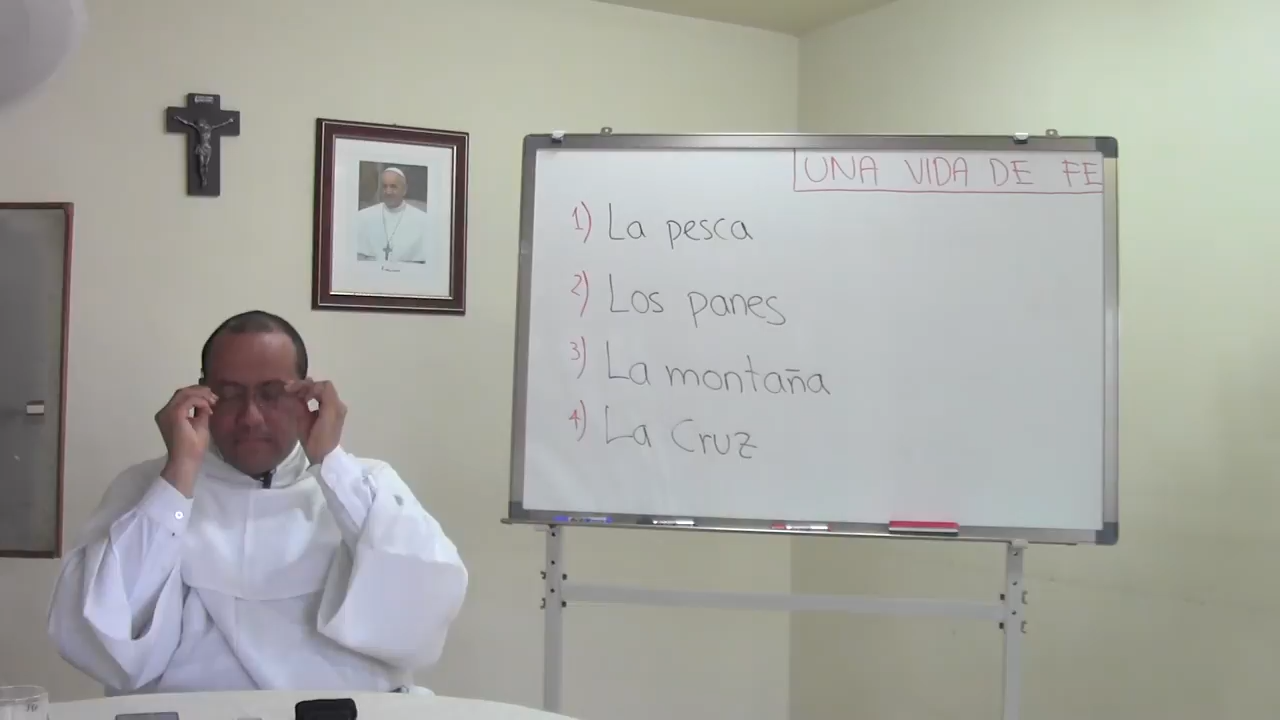 UNA VIDA DE FE
1) La pesca
2) Los panes
3) La montaña
4) La Cruz